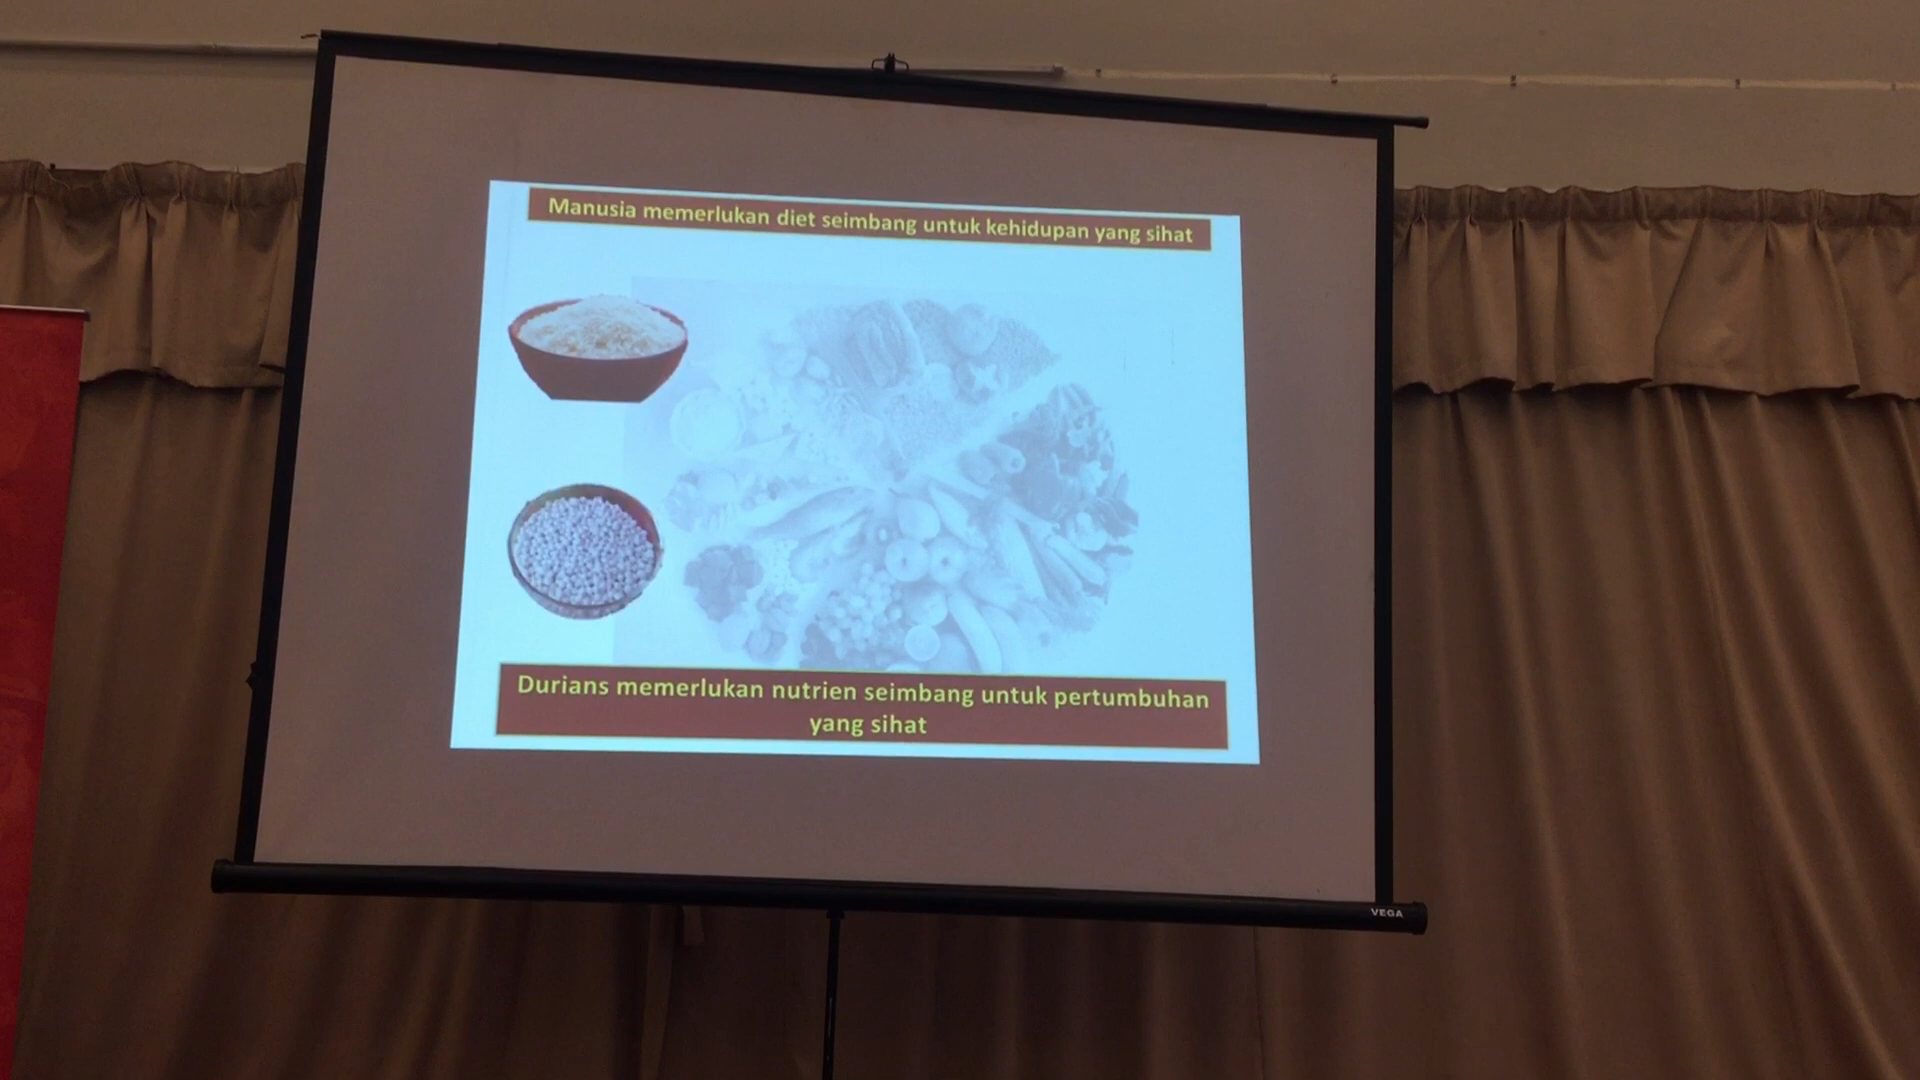 Manusia memerlukan diet seimbang untuk kehidupan yang sihat
Durians memerlukan nutrien seimbang untuk pertumbuhan
yang sihat
VEGA